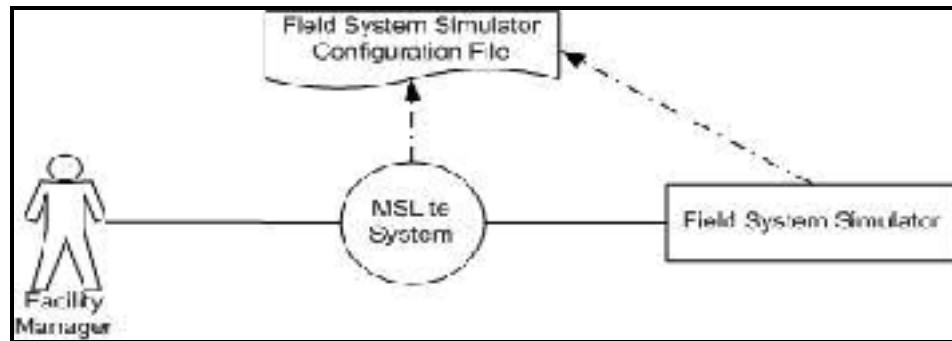 Field System Simulator
Configuration File
MSLite
System
Field System Simulator
Facility
Manager